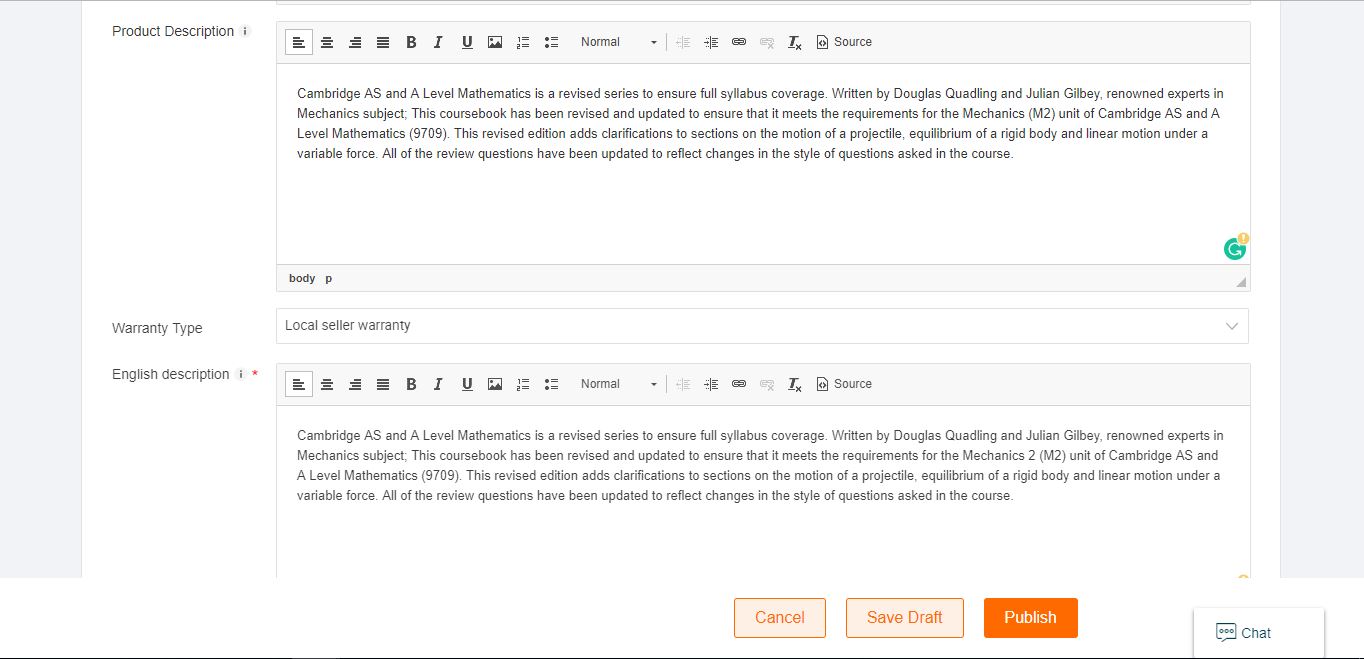 Product Description i
B I U Normal Source
Cambridge AS and A Level Mathematics is a revised series to ensure full syllabus coverage. Written by Douglas Quadling and Julian Gilbey, renowned experts in
Mechanics subject; This coursebook has been revised and updated to ensure that it meets the requirements for the Mechanics (M2) unit of Cambridge AS and A
Level Mathematics (9709). This revised edition adds clarifications to sections on the motion of a projectile, equilibrium of a rigid body and linear motion under a
variable force. All of the review questions have been updated to reflect changes in the style of questions asked in the course.
body p
Warranty Type
Local seller warranty
English description i *
B I U Normal Source
Cambridge AS and A Level Mathematics is a revised series to ensure full syllabus coverage. Written by Douglas Quadling and Julian Gilbey, renowned experts in
Mechanics subject; This coursebook has been revised and updated to ensure that it meets the requirements for the Mechanics 2 (M2) unit of Cambridge AS and
A Level Mathematics (9709). This revised edition adds clarifications to sections on the motion of a projectile, equilibrium of a rigid body and linear motion under a
variable force. All of the review questions have been updated to reflect changes in the style of questions asked in the course.
Cancel
Save Draft
Publish
Chat